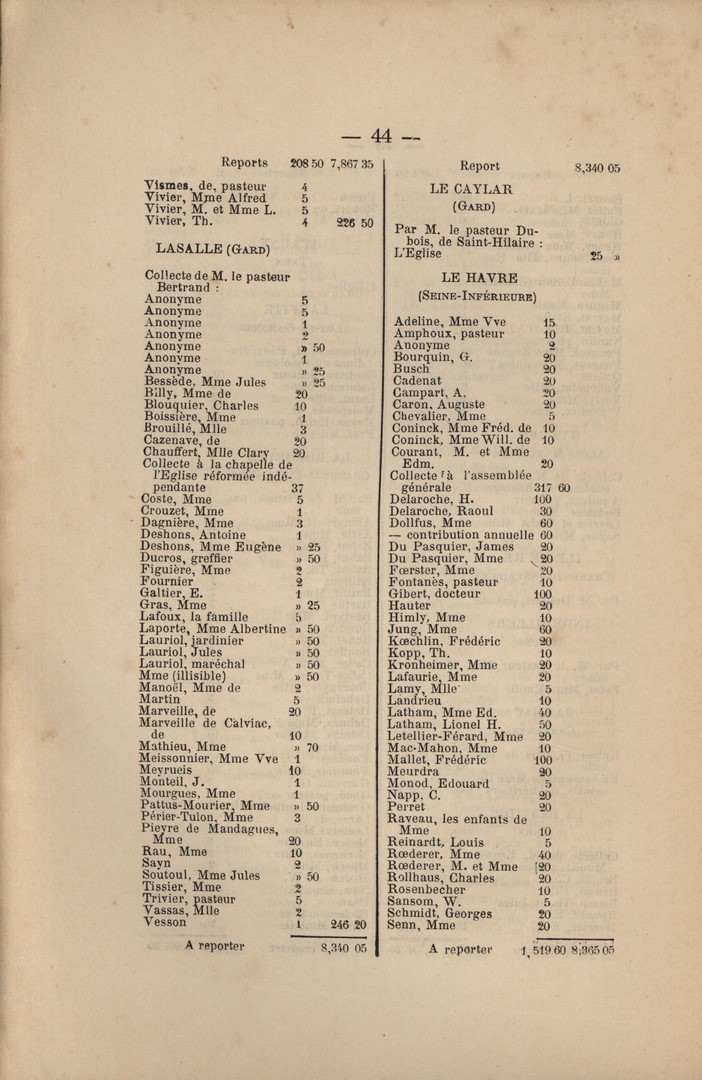 — 44 —
Reports 208 50 7,867 35
Vismes, de, pasteur 4
Vivier, Mme Alfred 5
Vivier, M. et Mme L. 5
Vivier, Th. 4 226 50
LASALLE (GARD)
Collecte de M. le pasteur
Bertrand :
Anonyme 5
Anonyme 5
Anonyme 1
Anonyme 2
Anonyme » 50
Anonyme 1
Anonyme » 25
Bessède, Mme Jules » 25
Billy, Mme de 20
Blouquier, Charles 10
Boissière, Mme 1
Brouillé, Mlle 3
Cazenave, de 20
Chauffert, Mlle Clary 20
Collecte à la chapelle de
l'Eglise réformée indé-
pendante 37
Coste, Mme 5
Crouzet, Mme 1
Dagnière, Mme 3
Deshons, Antoine 1
Deshons, Mme Eugène » 25
Ducros, greffier » 50
Figuière, Mme 2
Fournier 2
Galtier, E. 1
Gras, Mme » 25
Lafoux, la famille 5
Laporte, Mme Albertine » 50
Lauriol, jardinier » 50
Lauriol, Jules » 50
Lauriol, maréchal » 50
Mme (illisible) » 50
Manoël, Mme de 2
Martin 5
Marveille, de 20
Marveille de Calviac,
de 10
Mathieu, Mme » 70
Meissonnier, Mme Vve 1
Meyrueis 10
Monteil, J. 1
Mourgues, Mme 1
Pattus-Mourier, Mme » 50
Périer-Tulon, Mme 3
Pieyre de Mandagues,
Mme 20
Rau, Mme 10
Sayn 2
Soutoul, Mme Jules » 50
Tissier, Mme 2
Trivier, pasteur 5
Vassas, Mlle 2
Vesson 1 246 20
A reporter 8,340 05
Report 8,340 05
LE CAYLAR
(GARD)
Par M. le pasteur Du-
bois, de Saint-Hilaire :
L'Eglise 25 »
LE HAVRE
(SEINE-INFÉRIEURE)
Adeline, Mme Vve 15
Amphoux, pasteur 10
Anonyme 2
Bourquin, G. 20
Busch 20
Cadenat 20
Campart, A. 20
Caron, Auguste 20
Chevalier, Mme 5
Coninck, Mme Fréd. de 10
Coninck, Mme Will. de 10
Courant, M. et Mme
Edm. 20
Collecte à l'assemblée
générale 317 60
Delaroche, H. 100
Delaroche, Raoul 30
Dollfus, Mme 60
— contribution annuelle 60
Du Pasquier, James 20
Du Pasquier, Mme 20
Fœrster, Mme 20
Fontanès, pasteur 10
Gibert, docteur 100
Hauter 20
Himly, Mme 10
Jung, Mme 60
Kœchlin, Frédéric 20
Kopp, Th. 10
Kronheimer, Mme 20
Lafaurie, Mme 20
Lamy, Mlle 5
Landrieu 10
Latham, Mme Ed. 40
Latham, Lionel H. 50
Letellier-Férard, Mme 20
Mac-Mahon, Mme 10
Mallet, Frédéric 100
Meurdra 20
Monod, Edouard 5
Napp, C. 20
Perret 20
Raveau, les enfants de
Mme 10
Reinardt, Louis 5
Rœderer, Mme 40
Rœderer, M. et Mme 20
Rollhaus, Charles 20
Rosenbecher 10
Sansom, W. 5
Schmidt, Georges 20
Senn, Mme 20
A reporter 1,519 60 8,365 05